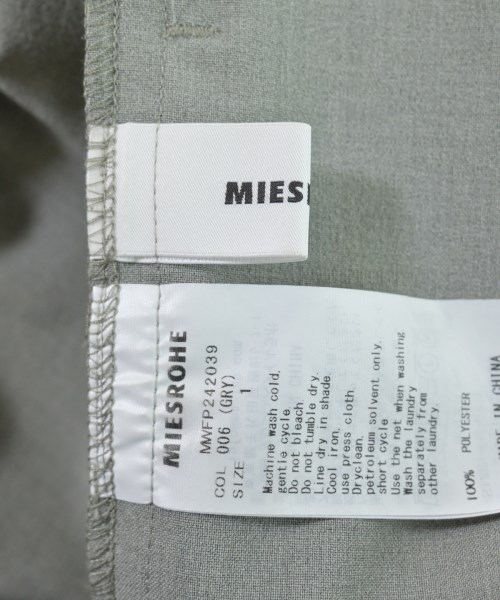 MIES
MIESROHE
MWFP242039
COL 006 (GRY)
SIZE 1
Machine wash cold,
gentle cycle.
Do not bleach.
Do not tumble dry.
Line dry in shade.
Cool iron,
use press cloth.
Dryclean,
petroleum solvent only,
short cycle
Use the net when washing
Wash the laundry
separately from
other laundry.
100% POLYESTER
IN CHINA